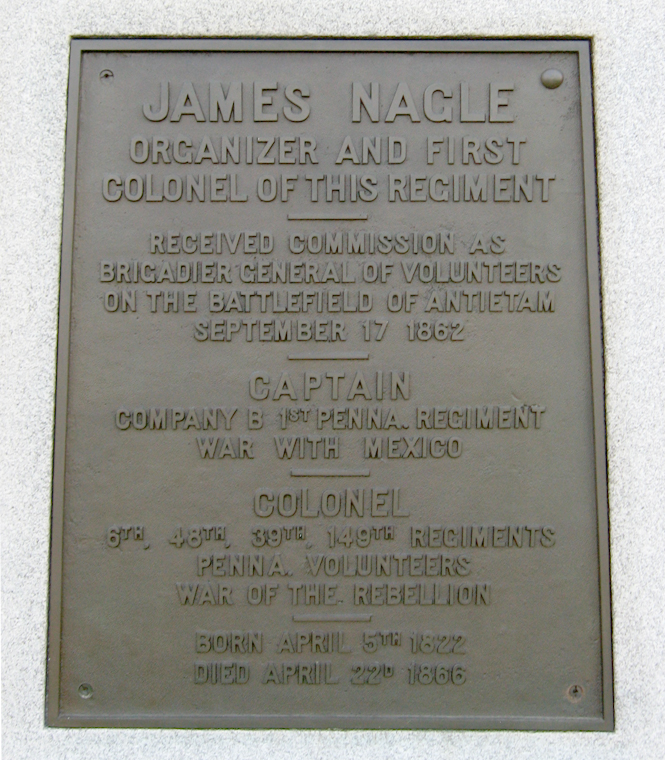 JAMES NAGLE
ORGANIZER AND FIRST
COLONEL OF THIS REGIMENT
RECEIVED COMMISSION AS
BRIGADIER GENERAL OF VOLUNTEERS
ON THE BATTLEFIELD OF ANTIETAM
SEPTEMBER 17 1862
CAPTAIN
COMPANY B 1ST PENNA. REGIMENT
WAR WITH MEXICO
COLONEL
6TH, 48TH, 39TH, 149TH REGIMENTS
PENNA. VOLUNTEERS
WAR OF THE REBELLION
BORN APRIL 5TH 1822
DIED APRIL 22D 1866